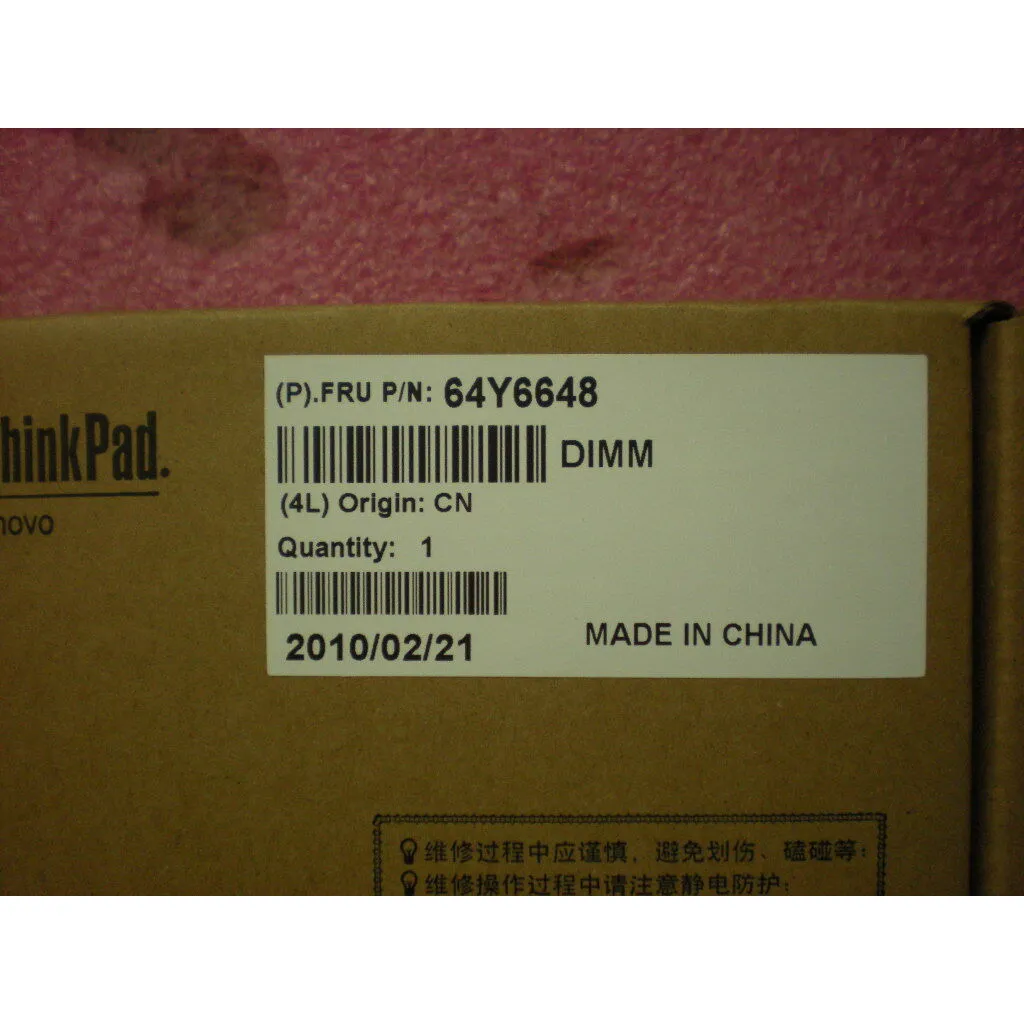 (P).FRU P/N: 64Y6648
DIMM
(4L) Origin: CN
Quantity: 1
2010/02/21
MADE IN CHINA
hinkPad.
novo
维修过程中应谨慎，避免划伤、磕碰等；
维修操作过程中请注意静电防护；